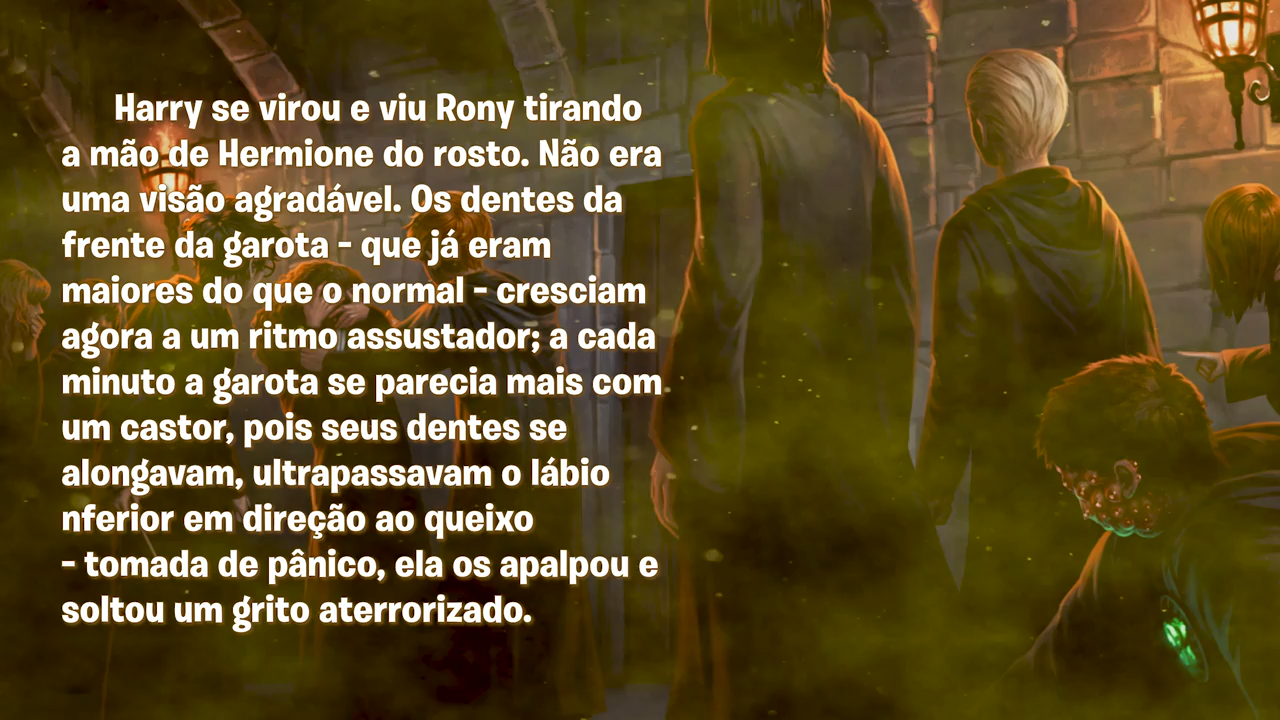 Harry se virou e viu Rony tirando
a mão de Hermione do rosto. Não era
uma visão agradável. Os dentes da
frente da garota - que já eram
maiores do que o normal - cresciam
agora a um ritmo assustador; a cada
minuto a garota se parecia mais com
um castor, pois seus dentes se
alongavam, ultrapassavam o lábio
nferior em direção ao queixo
- tomada de pânico, ela os apalpou e
soltou um grito aterrorizado.